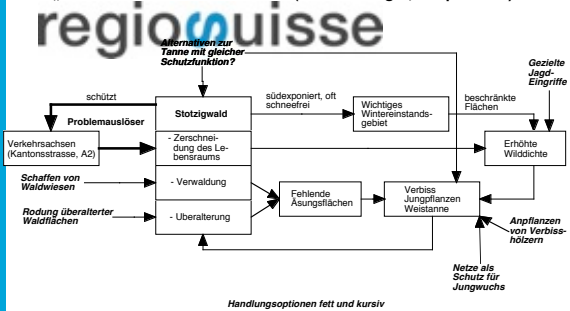 regiosuisse
Alternativen zur
Tanne mit gleicher
Schutzfunktion?
Gezielte
Jagd-
Eingriffe
schützt
Stotzigwald
südexponiert, oft
schneefrei
Wichtiges
Wintereinstands-
gebiet
beschränkte
Flächen
Problemauslöser
Verkehrsachsen
(Kantonsstrasse, A2)
- Zerschnei-
dung des Le-
bensraums
Erhöhte
Wilddichte
Schaffen von
Waldwiesen
- Verwaldung
Fehlende
Äsungsflächen
Verbiss
Jungpflanzen
Weistanne
Rodung überalterter
Waldflächen
- Uberalterung
Anpflanzen
von Verbiss-
hölzern
Netze als
Schutz für
Jungwuchs
Handlungsoptionen fett und kursiv